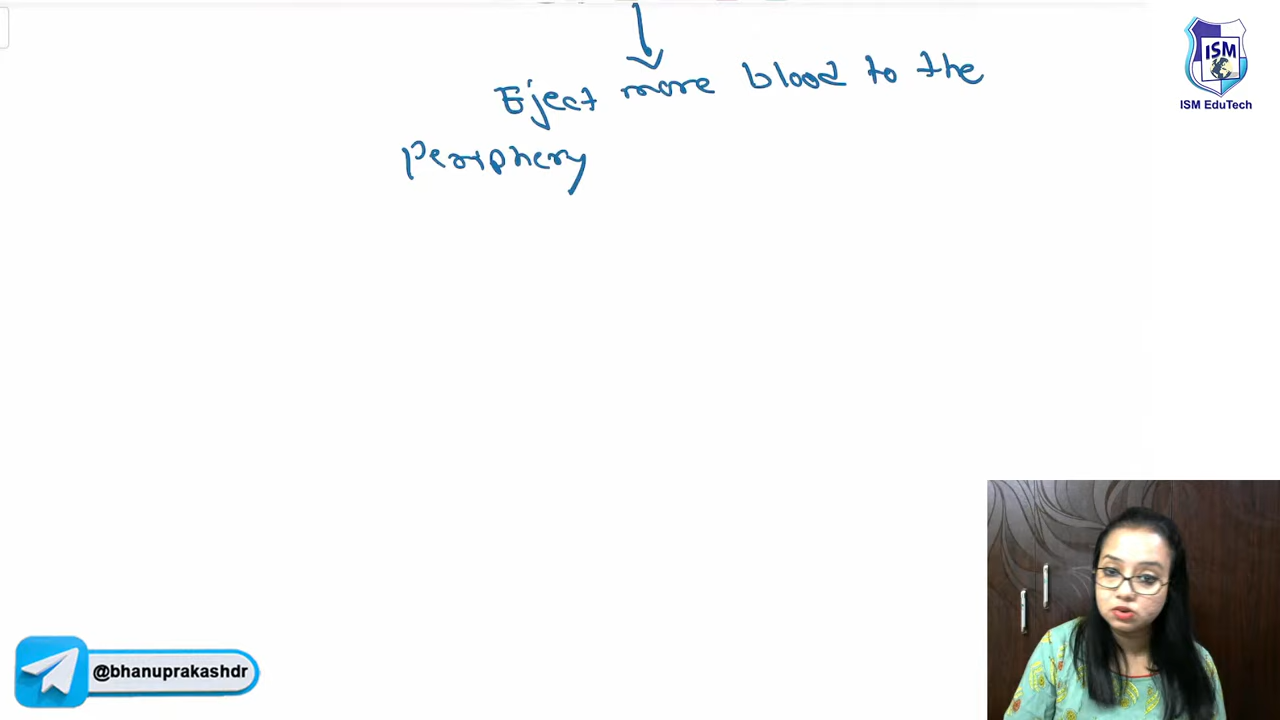 ISM
ISM EduTech
Eject more blood to the
periphery
@bhanuprakashdr